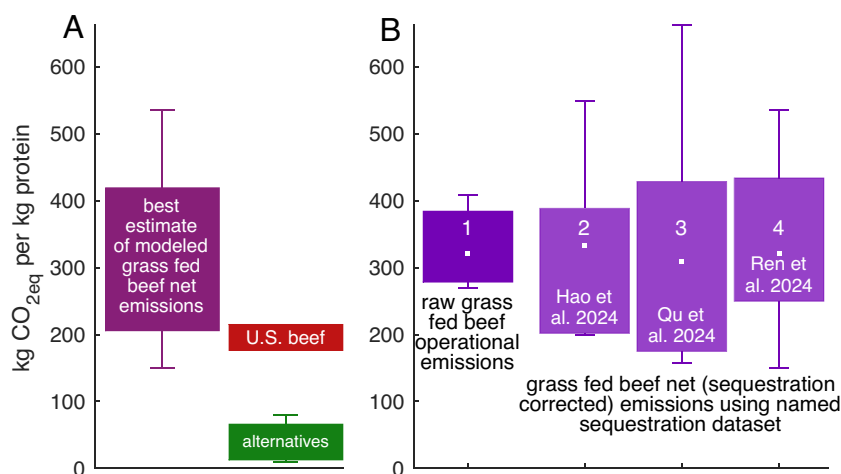 A
B
kg CO2eq per kg protein
600
500
400
300
200
100
0
best
estimate
of modeled
grass fed
beef net
emissions
U.S. beef
alternatives
600
500
400
300
200
100
0
1
2
3
4
raw grass
fed beef
operational
emissions
Hao et
al. 2024
Qu et
al. 2024
Ren et
al. 2024
grass fed beef net (sequestration
corrected) emissions using named
sequestration dataset